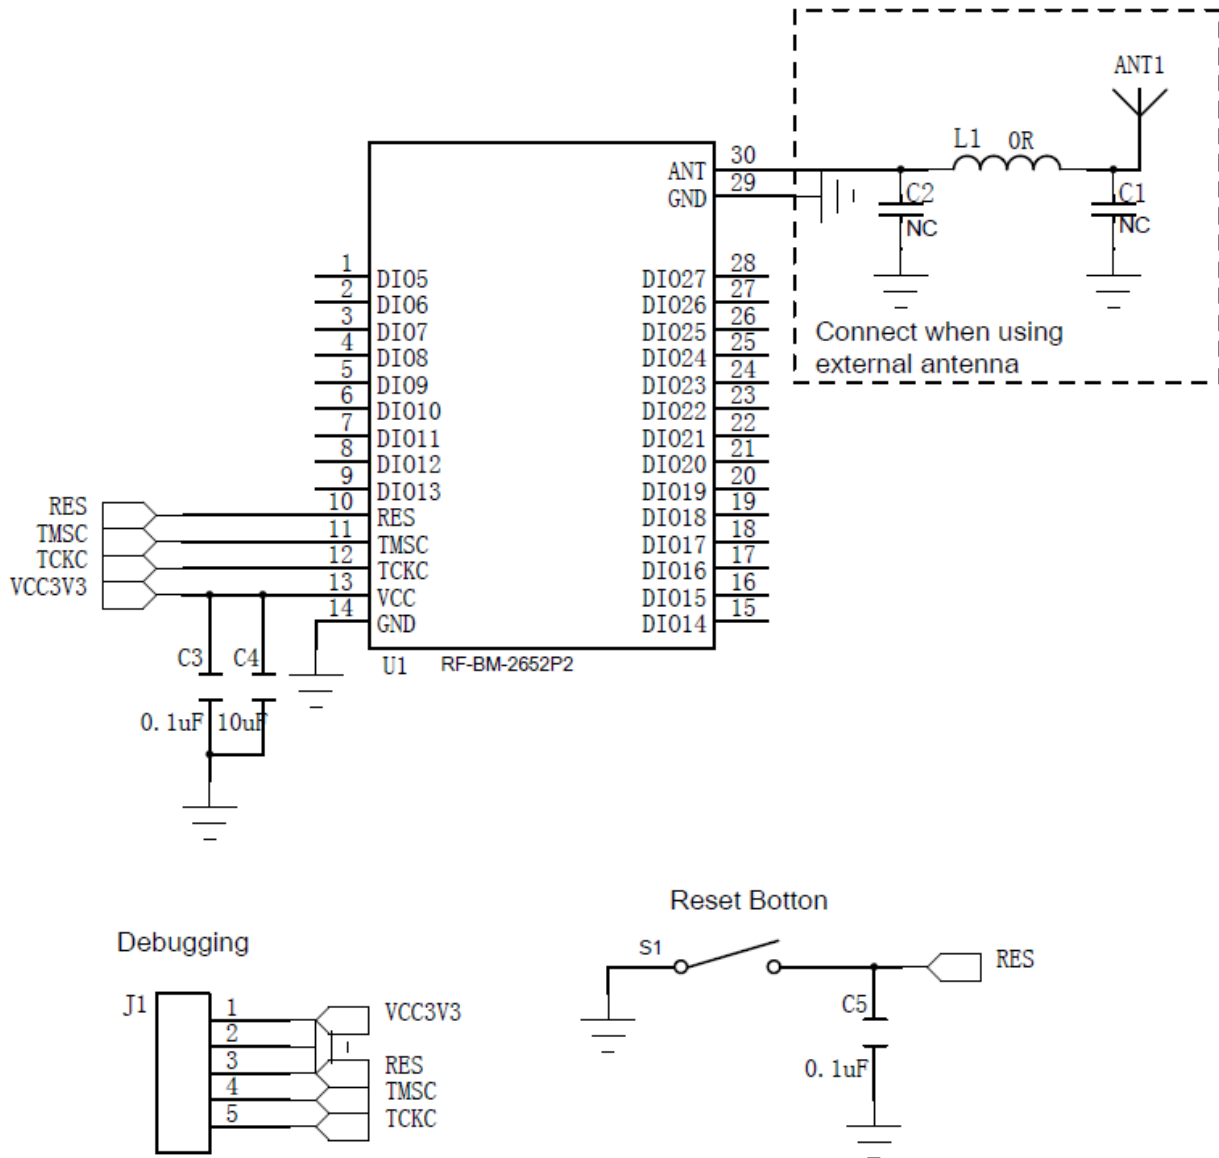 ANT1
L1 0R
ANT 30
GND 29
C2
NC
C1
NC
Connect when using
external antenna
1 DIO5
2 DIO6
3 DIO7
4 DIO8
5 DIO9
6 DIO10
7 DIO11
8 DIO12
9 DIO13
RES 10 RES
TMSC 11 TMSC
TCKC 12 TCKC
VCC3V3 13 VCC
14 GND
DIO27 28
DIO26 27
DIO25 26
DIO24 25
DIO23 24
DIO22 23
DIO21 22
DIO20 21
DIO19 20
DIO18 19
DIO17 18
DIO16 17
DIO15 16
DIO14 15
U1 RF-BM-2652P2
C3 C4
0.1uF 10uF
Debugging
J1
1 VCC3V3
2
3 RES
4 TMSC
5 TCKC
Reset Botton
S1
RES
C5
0.1uF